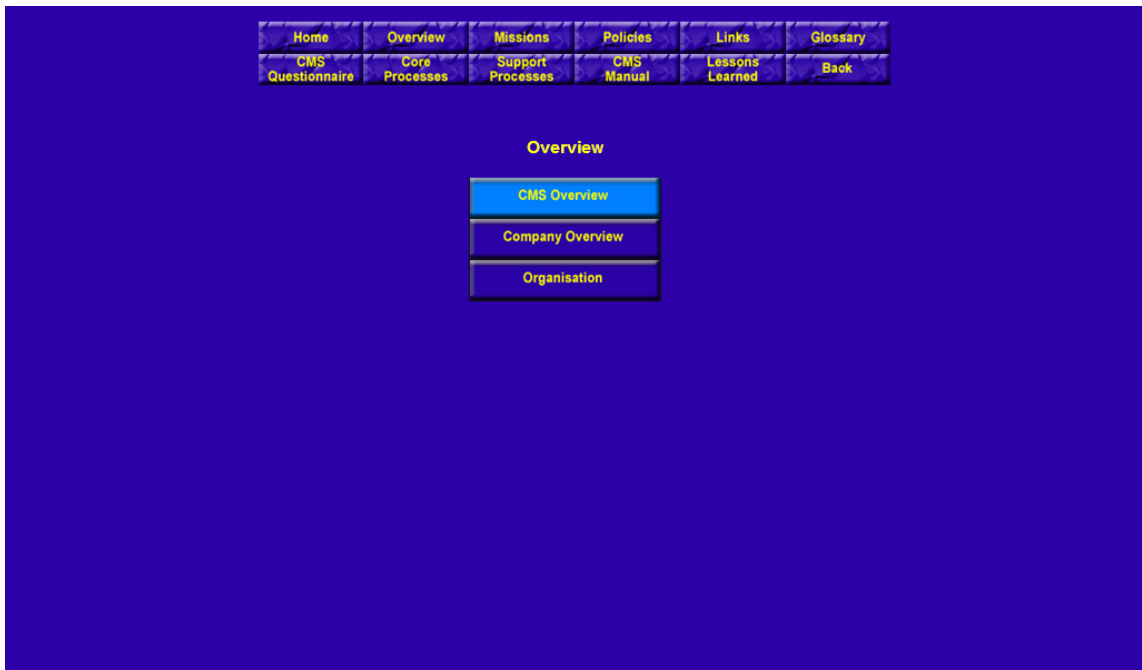 Home Overview Missions Policies Links Glossary
CMS Questionnaire Core Processes Support Processes CMS Manual Lessons Learned Back
Overview
CMS Overview
Company Overview
Organisation